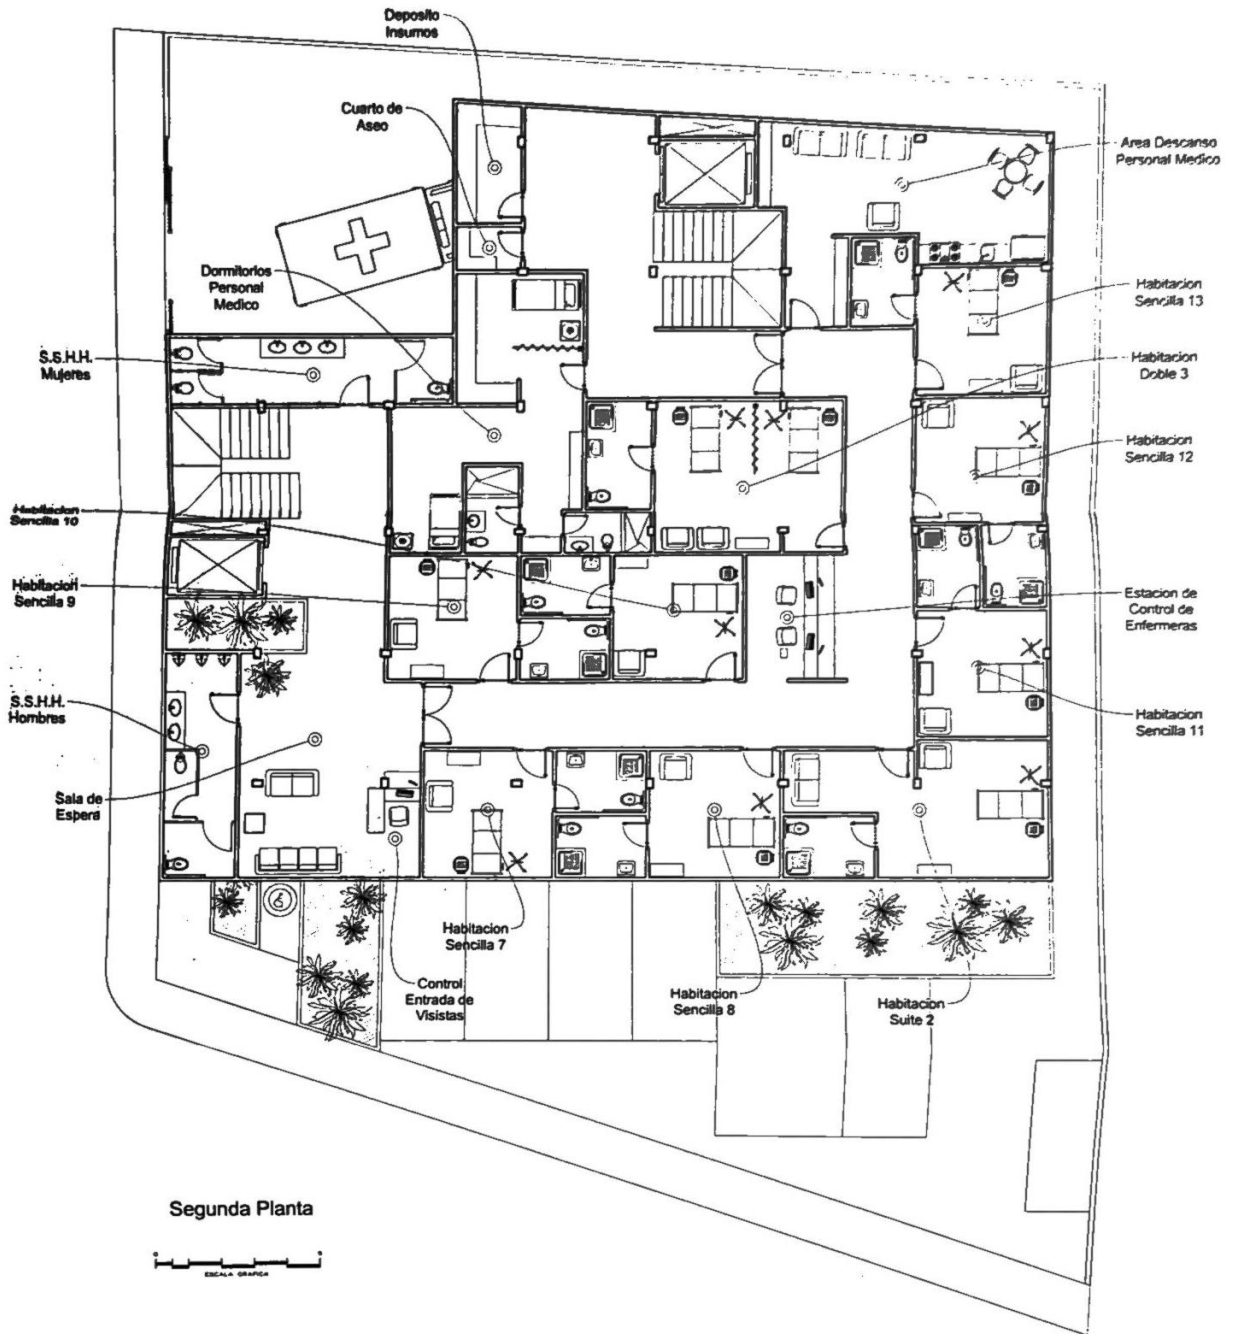 Deposito
Insumos
Cuarto de
Aseo
Area Descanso
Personal Medico
Dormitorios
Personal
Medico
Habitacion
Sencilla 13
S.S.H.H.
Mujeres
Habitacion
Doble 3
Habitacion
Sencilla 12
Habitacion
Sencilla 10
Habitacion
Sencilla 9
Estacion de
Control de
Enfermeras
S.S.H.H.
Hombres
Habitacion
Sencilla 11
Sala de
Espera
Habitacion
Sencilla 7
Control
Entrada de
Visistas
Habitacion
Sencilla 8
Habitacion
Suite 2
Segunda Planta
ESCALA GRAFICA